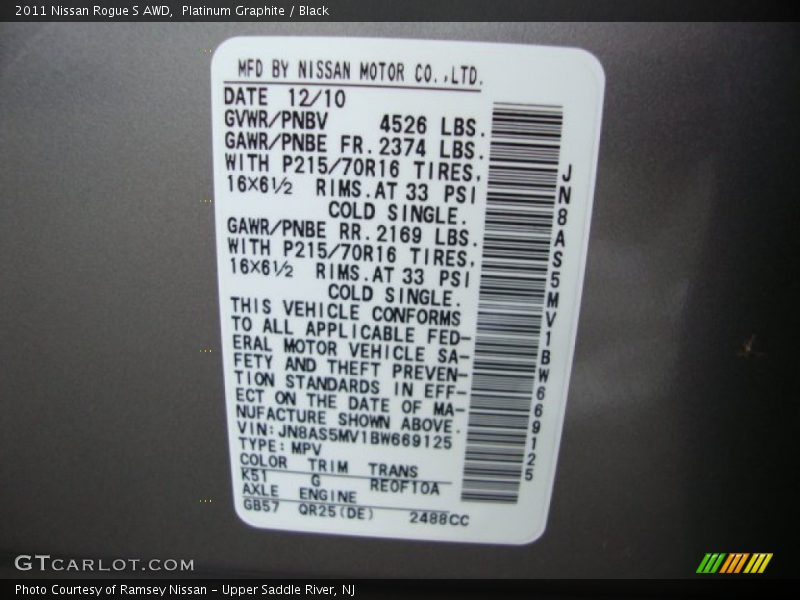 2011 Nissan Rogue S AWD, Platinum Graphite / Black
MFD BY NISSAN MOTOR CO.,LTD.
DATE 12/10
GVWR/PNBV 4526 LBS.
GAWR/PNBE FR. 2374 LBS.
WITH P215/70R16 TIRES,
16X6½ RIMS.AT 33 PSI
COLD SINGLE.
GAWR/PNBE RR. 2169 LBS.
WITH P215/70R16 TIRES,
16X6½ RIMS.AT 33 PSI
COLD SINGLE.
THIS VEHICLE CONFORMS
TO ALL APPLICABLE FED-
ERAL MOTOR VEHICLE SA-
FETY AND THEFT PREVEN-
TION STANDARDS IN EFF-
ECT ON THE DATE OF MA-
NUFACTURE SHOWN ABOVE.
VIN:JN8AS5MV1BW669125
TYPE:MPV
COLOR TRIM TRANS
K51 G RE0F10A
AXLE ENGINE
GB57 QR25(DE) 2488CC
JN8AS5MV1BW669125
GTCARLOT.COM
Photo Courtesy of Ramsey Nissan - Upper Saddle River, NJ